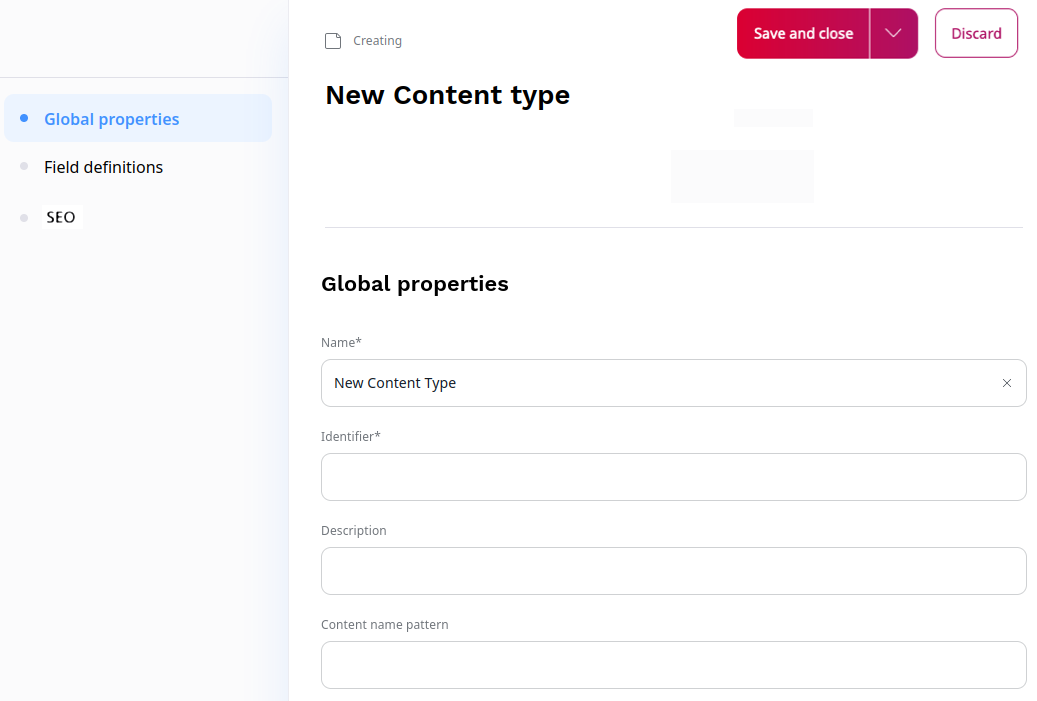 Creating
Save and close
Discard
New Content type
Global properties
Field definitions
SEO
Global properties
Name*
New Content Type
Identifier*
Description
Content name pattern